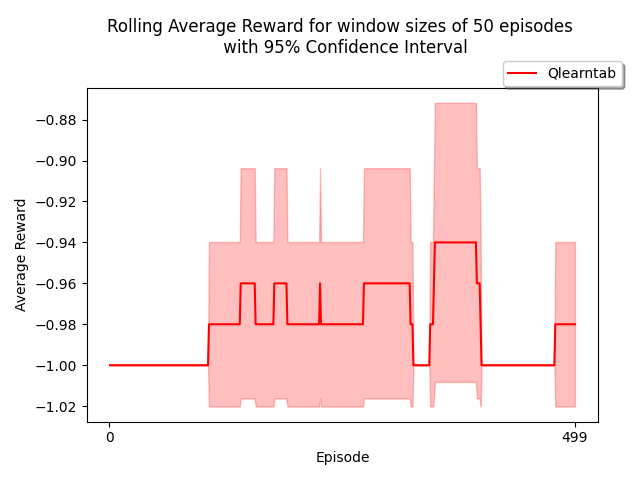 Rolling Average Reward for window sizes of 50 episodes
with 95% Confidence Interval
Qlearntab
−0.88
−0.90
−0.92
−0.94
−0.96
−0.98
−1.00
−1.02
Average Reward
0
499
Episode